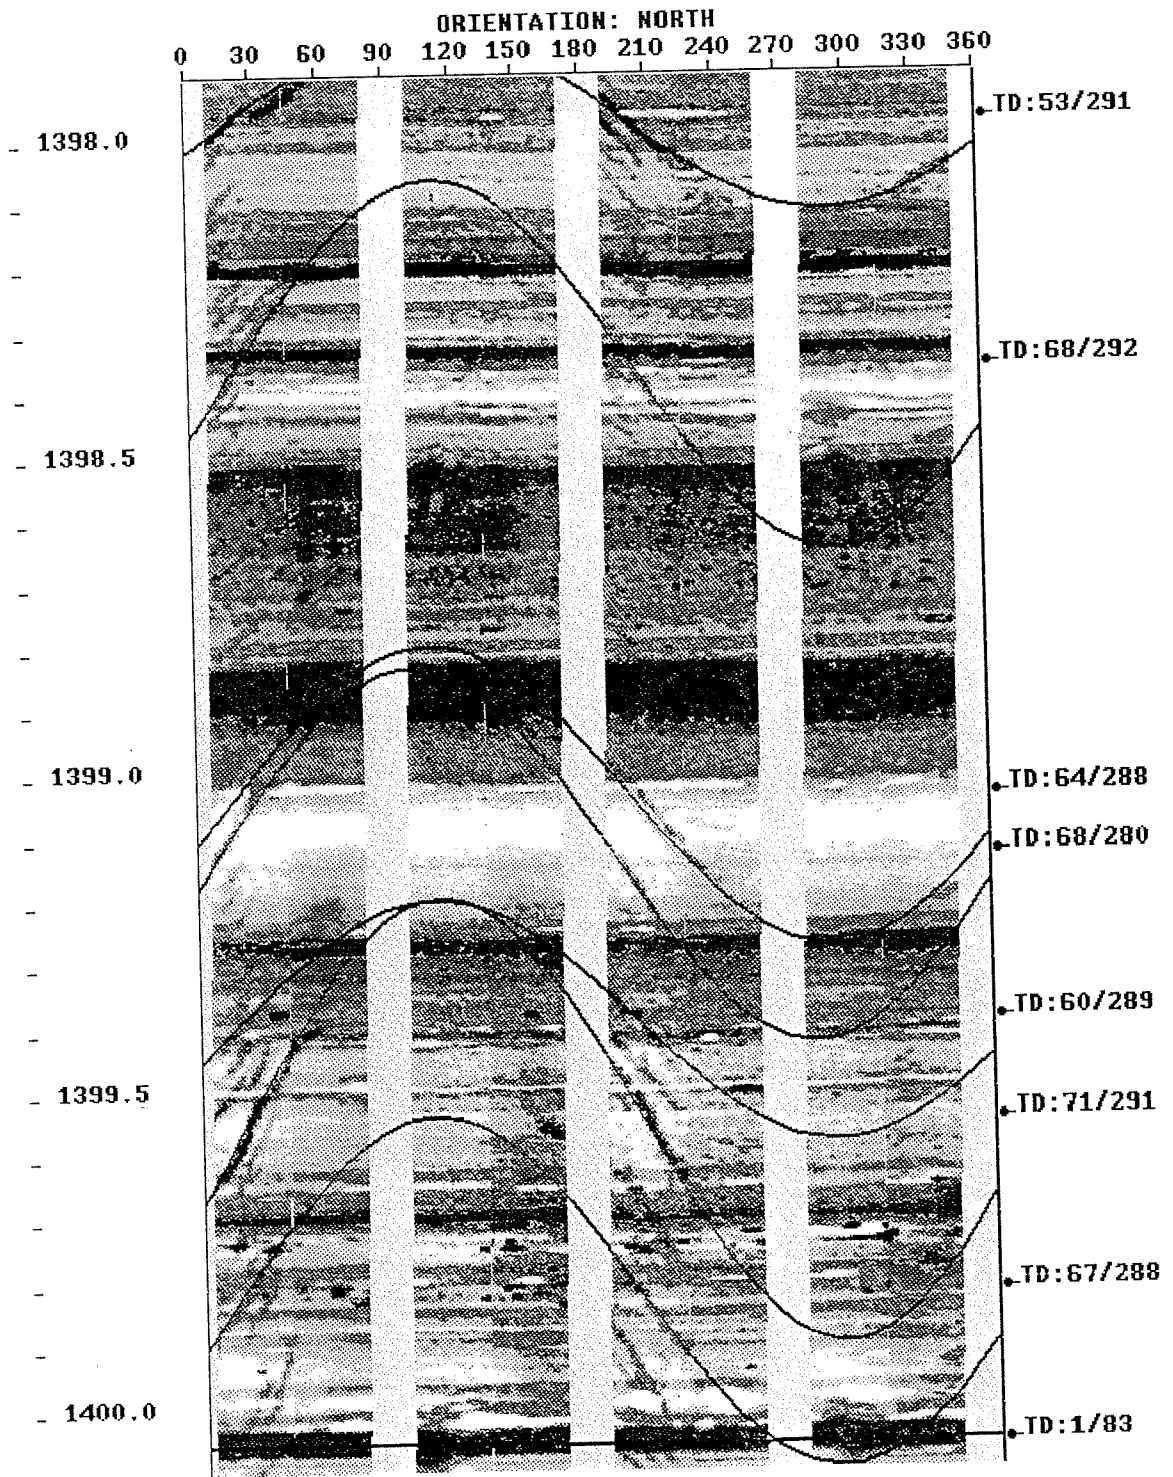 ORIENTATION: NORTH
0 30 60 90 120 150 180 210 240 270 300 330 360
TD:53/291
1398.0
TD:68/292
1398.5
1399.0
TD:64/288
TD:68/280
TD:60/289
1399.5
TD:71/291
TD:67/288
1400.0
TD:1/83